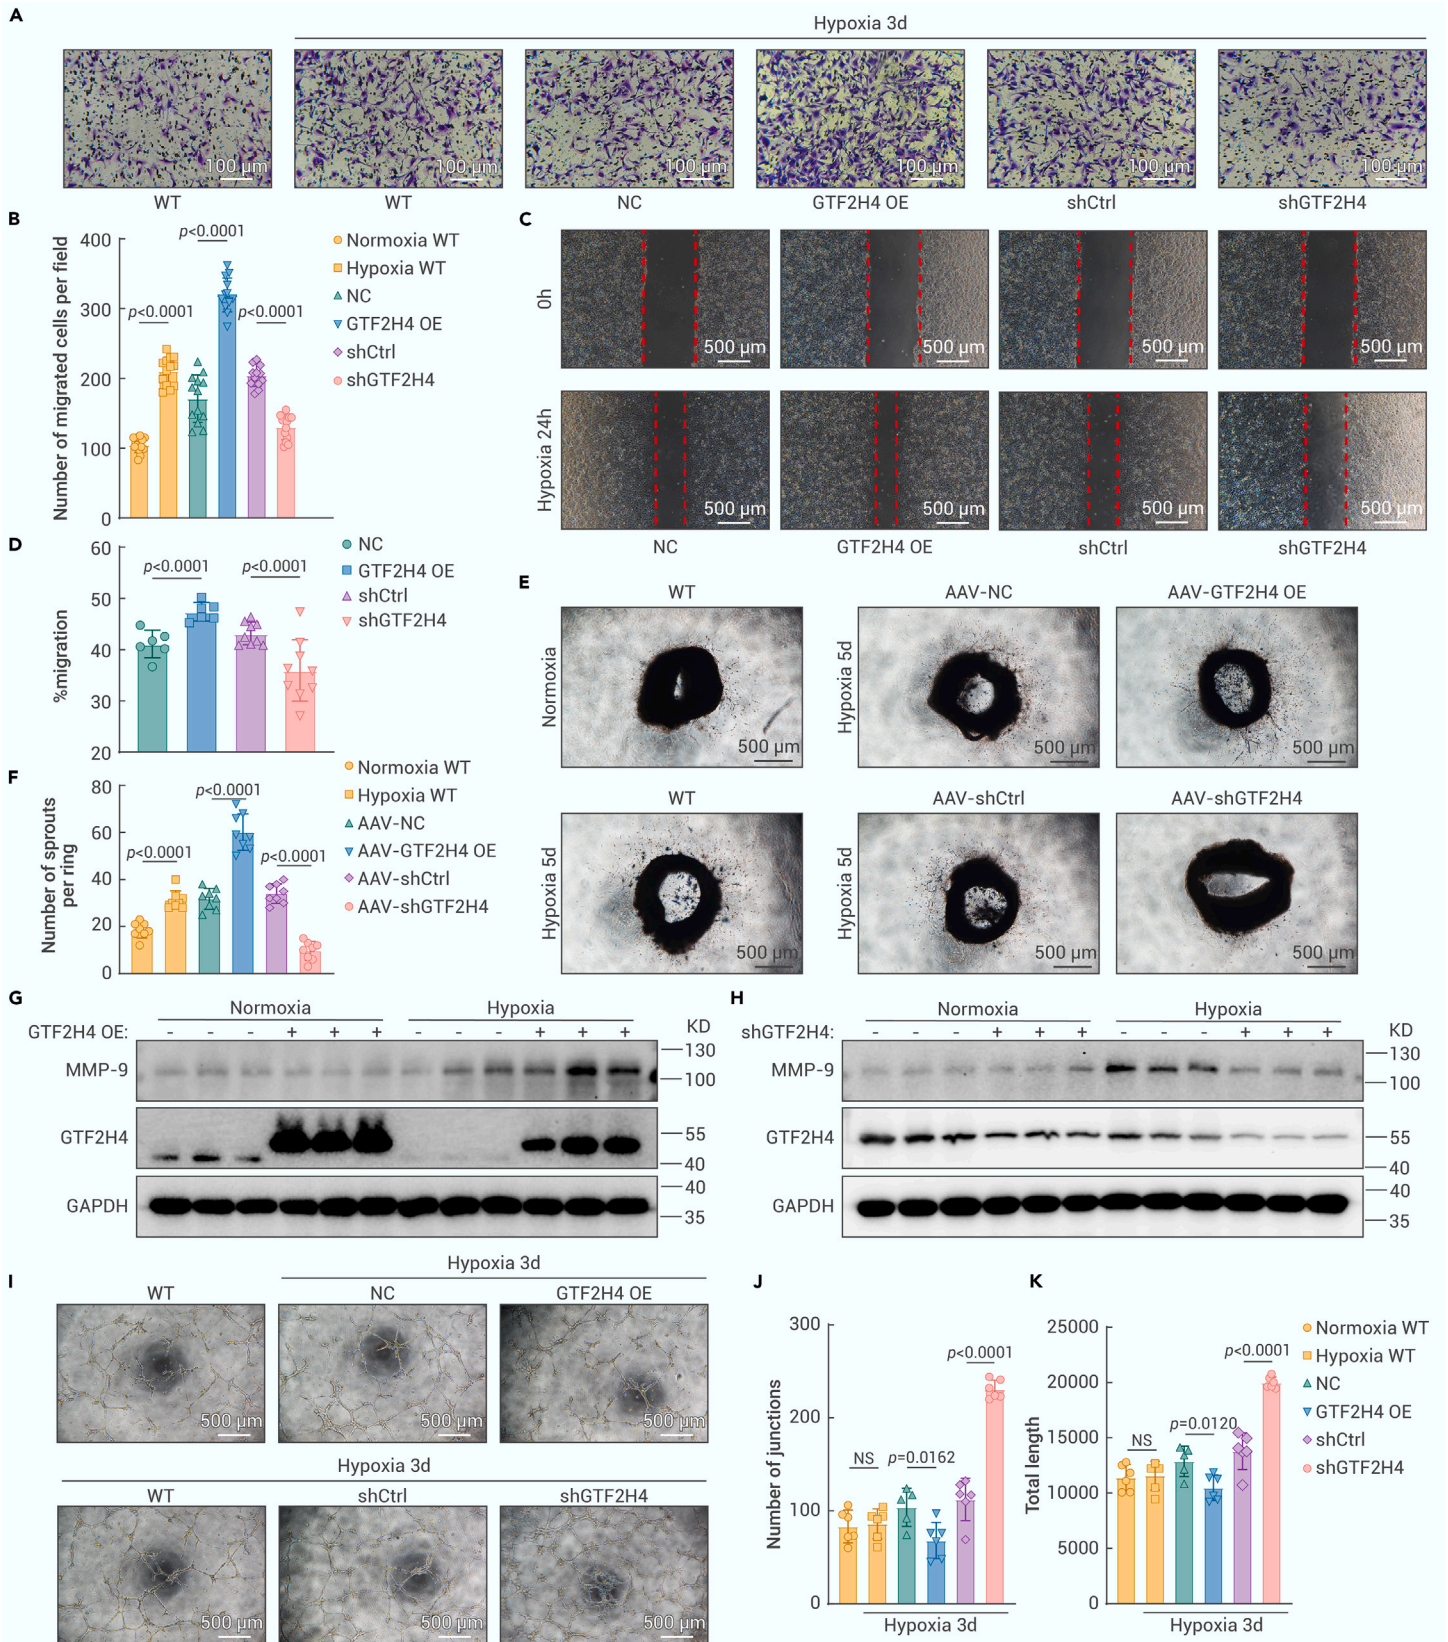 A
Hypoxia 3d
100 µm 100 µm 100 µm 100 µm 100 µm 100 µm
WT WT NC GTF2H4 OE shCtrl shGTF2H4
B
Number of migrated cells per field
400
300
200
100
0
p<0.0001
p<0.0001 p<0.0001
Normoxia WT
Hypoxia WT
NC
GTF2H4 OE
shCtrl
shGTF2H4
C
0h
500 µm 500 µm 500 µm 500 µm
Hypoxia 24h
500 µm 500 µm 500 µm 500 µm
NC GTF2H4 OE shCtrl shGTF2H4
D
%migration
60
50
40
30
20
p<0.0001 p<0.0001
NC
GTF2H4 OE
shCtrl
shGTF2H4
E
WT AAV-NC AAV-GTF2H4 OE
Normoxia Hypoxia 5d Hypoxia 5d
500 µm 500 µm 500 µm
WT AAV-shCtrl AAV-shGTF2H4
Hypoxia 5d Hypoxia 5d
500 µm 500 µm 500 µm
F
Number of sprouts
per ring
80
60
40
20
0
p<0.0001
p<0.0001 p<0.0001
Normoxia WT
Hypoxia WT
AAV-NC
AAV-GTF2H4 OE
AAV-shCtrl
AAV-shGTF2H4
G
Normoxia Hypoxia
GTF2H4 OE: - - - + + + - - - + + + KD
MMP-9 130
100
GTF2H4 55
40
GAPDH 40
35
H
Normoxia Hypoxia
shGTF2H4: - - - + + + - - - + + + KD
MMP-9 130
100
GTF2H4 55
40
GAPDH 40
35
I
Hypoxia 3d
WT NC GTF2H4 OE
500 µm 500 µm 500 µm
Hypoxia 3d
WT shCtrl shGTF2H4
500 µm 500 µm 500 µm
J
Number of junctions
300
200
100
0
NS p=0.0162 p<0.0001
Hypoxia 3d
K
Total length
25000
20000
15000
10000
5000
0
NS p=0.0120 p<0.0001
Hypoxia 3d
Normoxia WT
Hypoxia WT
NC
GTF2H4 OE
shCtrl
shGTF2H4